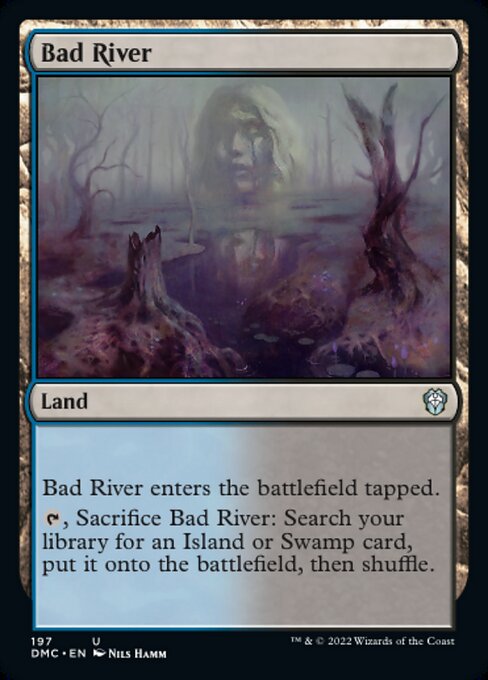 Bad River
Land
Bad River enters the battlefield tapped.
, Sacrifice Bad River: Search your
library for an Island or Swamp card,
put it onto the battlefield, then shuffle.
197 U
DMC • EN Nils Hamm
™ & © 2022 Wizards of the Coast